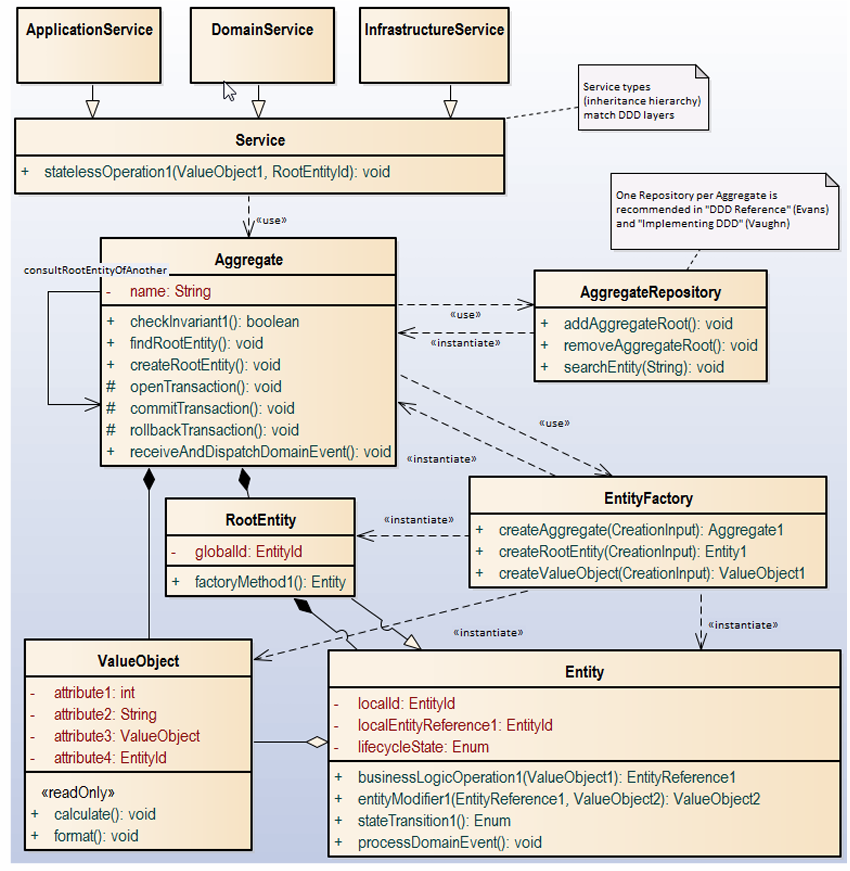 ApplicationService
DomainService
InfrastructureService
Service types
(inheritance hierarchy)
match DDD layers
Service
+ statelessOperation1(ValueObject1, RootEntityId): void
One Repository per Aggregate is
recommended in "DDD Reference" (Evans)
and "Implementing DDD" (Vaughn)
«use»
Aggregate
consultRootEntityOfAnother
- name: String
+ checkInvariant1(): boolean
+ findRootEntity(): void
+ createRootEntity(): void
# openTransaction(): void
# commitTransaction(): void
# rollbackTransaction(): void
+ receiveAndDispatchDomainEvent(): void
«use»
«instantiate»
AggregateRepository
+ addAggregateRoot(): void
+ removeAggregateRoot(): void
+ searchEntity(String): void
«use»
«instantiate»
RootEntity
- globalId: EntityId
+ factoryMethod1(): Entity
«instantiate»
EntityFactory
+ createAggregate(CreationInput): Aggregate1
+ createRootEntity(CreationInput): Entity1
+ createValueObject(CreationInput): ValueObject1
«instantiate»
«instantiate»
ValueObject
- attribute1: int
- attribute2: String
- attribute3: ValueObject
- attribute4: EntityId
«readOnly»
+ calculate(): void
+ format(): void
Entity
- localId: EntityId
- localEntityReference1: EntityId
- lifecycleState: Enum
+ businessLogicOperation1(ValueObject1): EntityReference1
+ entityModifier1(EntityReference1, ValueObject2): ValueObject2
+ stateTransition1(): Enum
+ processDomainEvent(): void